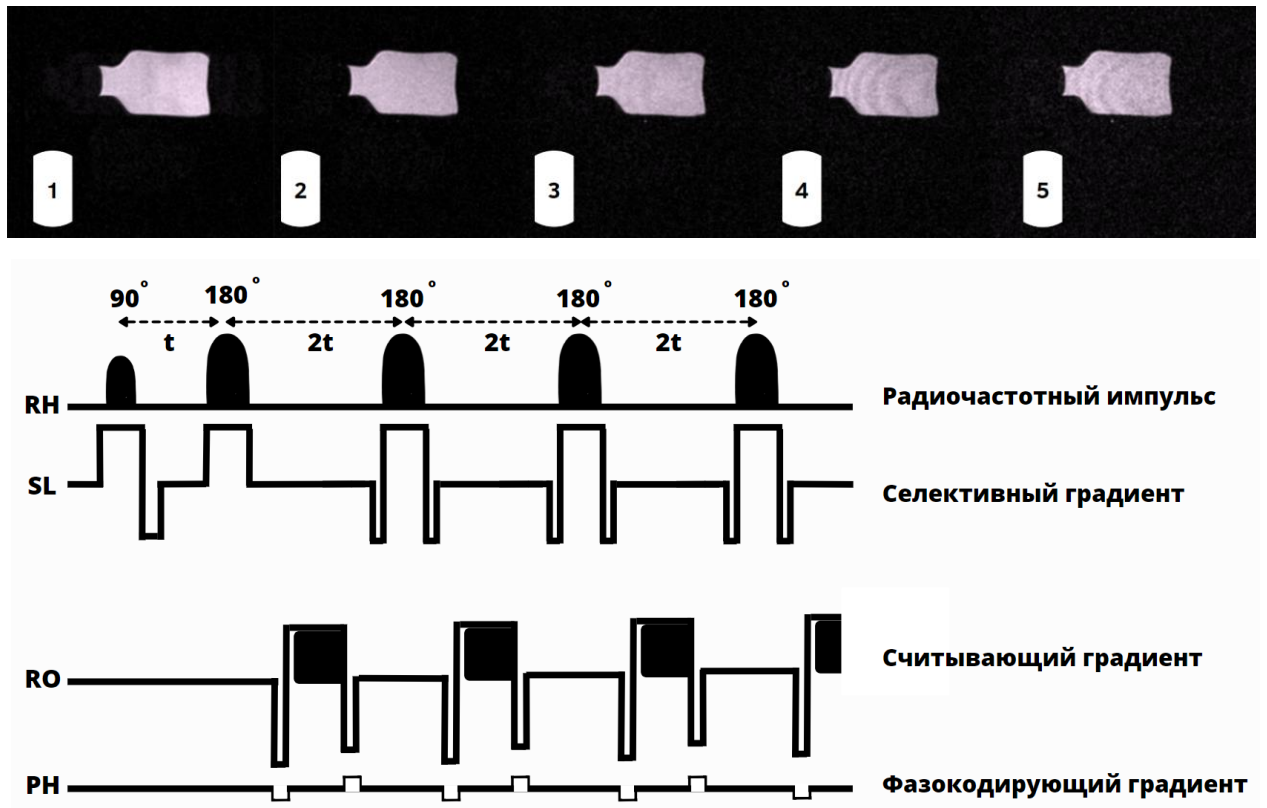 1 2 3 4 5
90° 180° 180° 180° 180°
t 2t 2t 2t
RH Радиочастотный импульс
SL Селективный градиент
RO Считывающий градиент
PH Фазокодирующий градиент